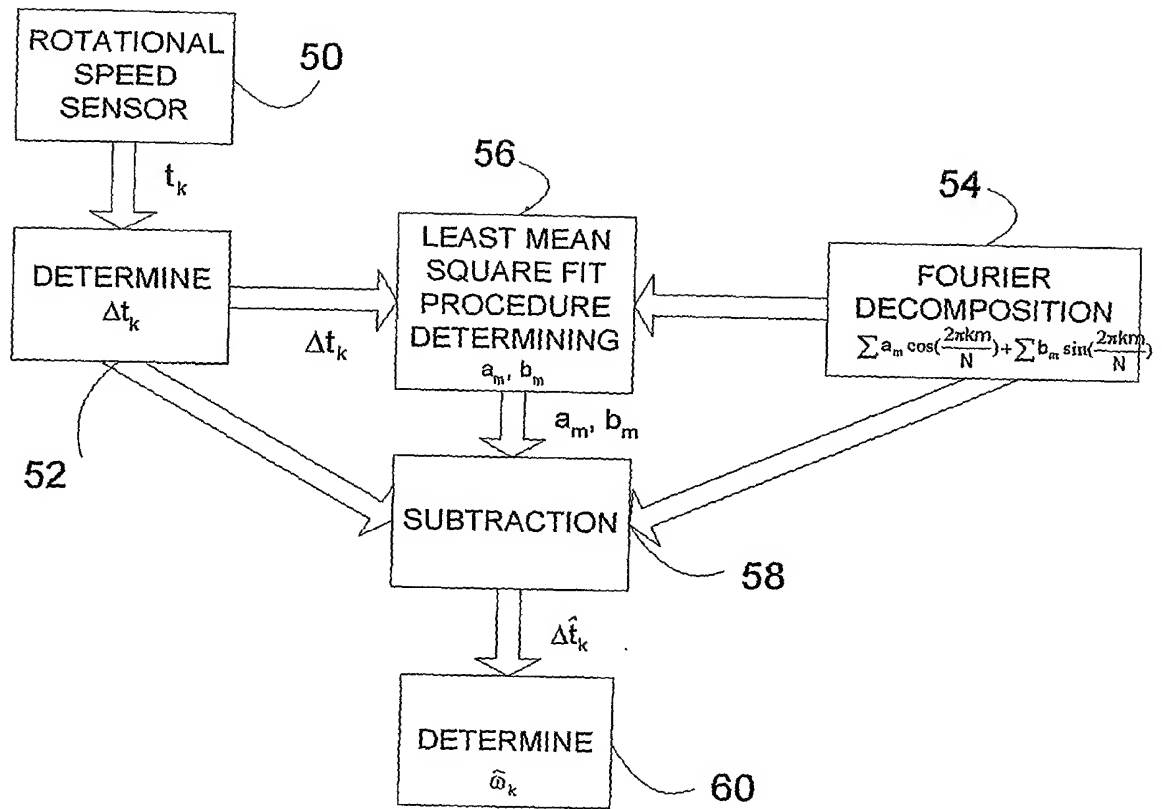 ROTATIONAL
SPEED
SENSOR
50
t_k
56
54
DETERMINE
Δt_k
Δt_k
LEAST MEAN
SQUARE FIT
PROCEDURE
DETERMINING
a_m, b_m
FOURIER
DECOMPOSITION
∑ a_m cos(2πkm/N) + ∑ b_m sin(2πkm/N)
a_m, b_m
52
SUBTRACTION
58
Δt̂_k
DETERMINE
ω̂_k
60